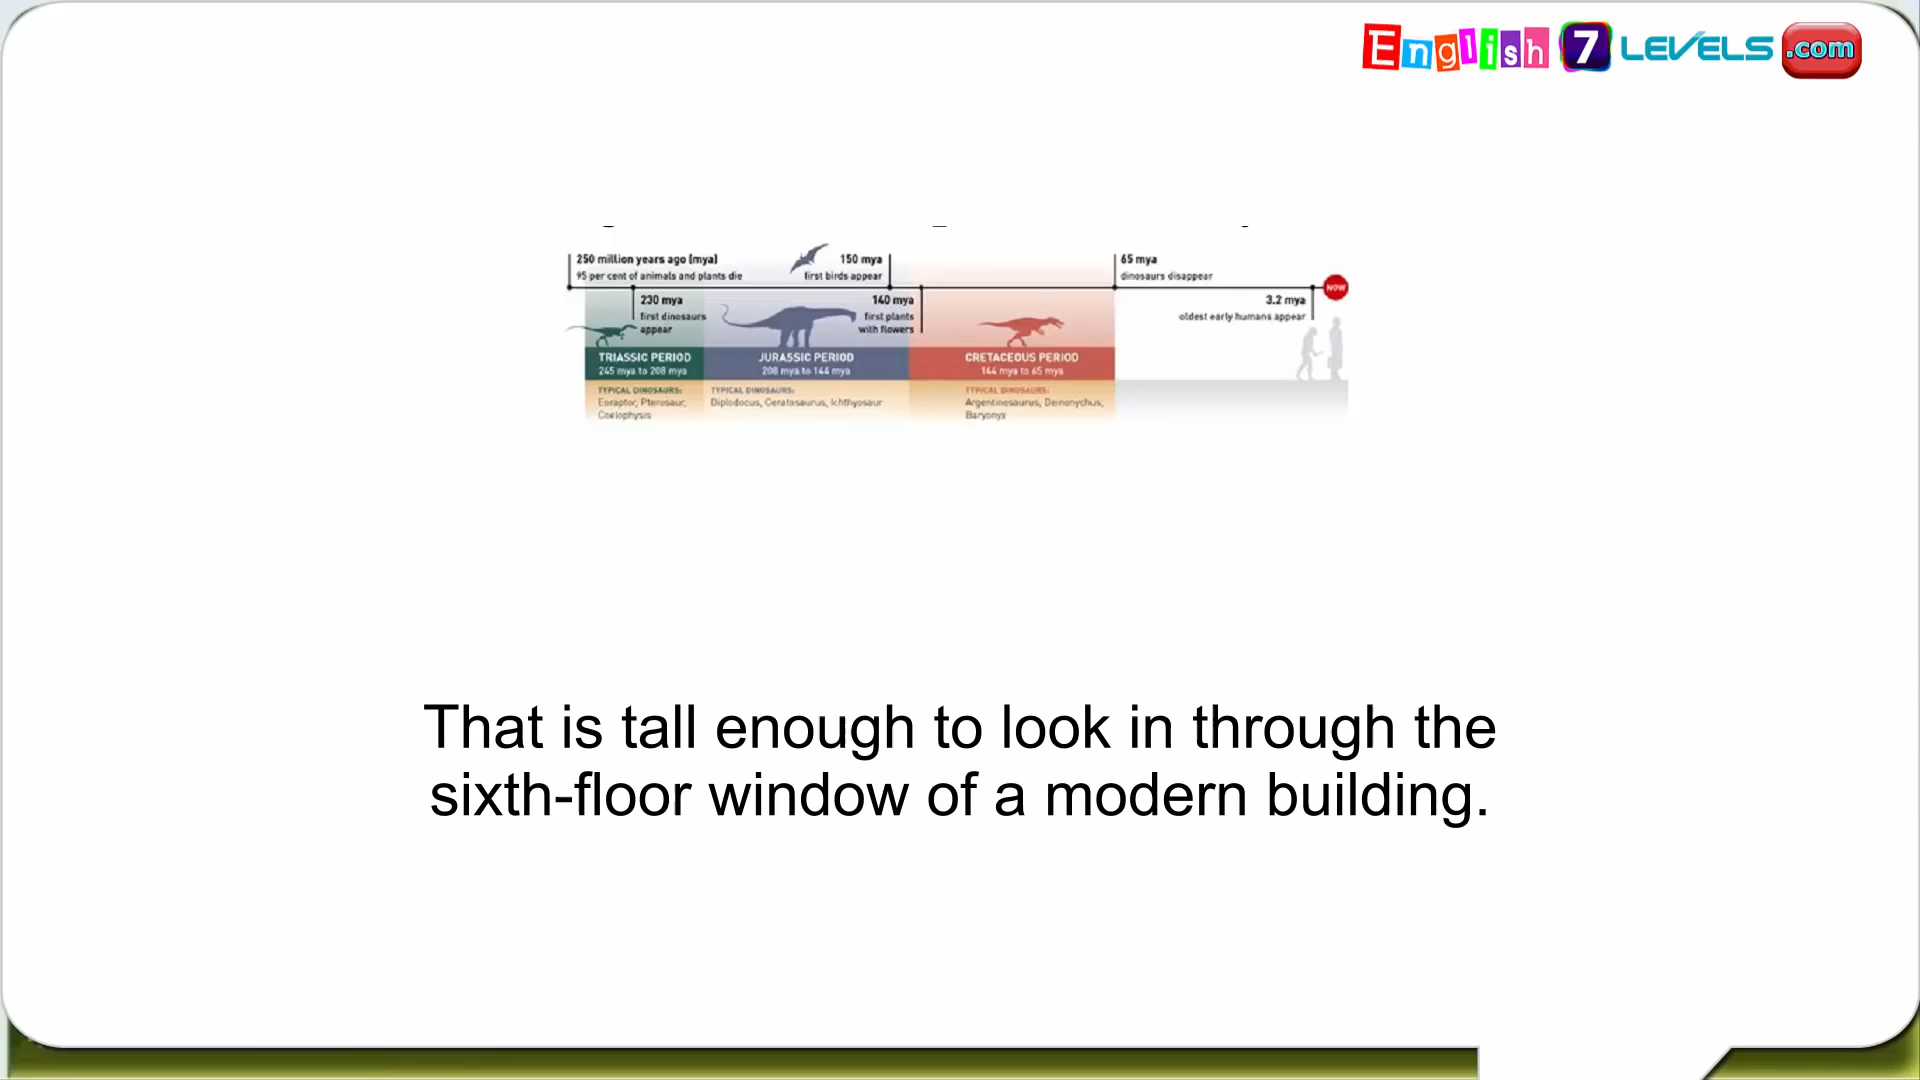 English 7 LEVELS .com
250 million years ago (mya)
95 per cent of animals and plants die
150 mya
first birds appear
65 mya
dinosaurs disappear
NOW
230 mya
first dinosaurs
appear
140 mya
first plants
with flowers
3.2 mya
oldest early humans appear
TRIASSIC PERIOD
245 mya to 208 mya
JURASSIC PERIOD
208 mya to 144 mya
CRETACEOUS PERIOD
144 mya to 65 mya
TYPICAL DINOSAURS:
Eoraptor, Pterosaur,
Coelophysis
TYPICAL DINOSAURS:
Diplodocus, Ceratosaurus, Ichthyosaur
TYPICAL DINOSAURS:
Argentinosaurus, Deinonychus,
Baryonyx
That is tall enough to look in through the
sixth-floor window of a modern building.